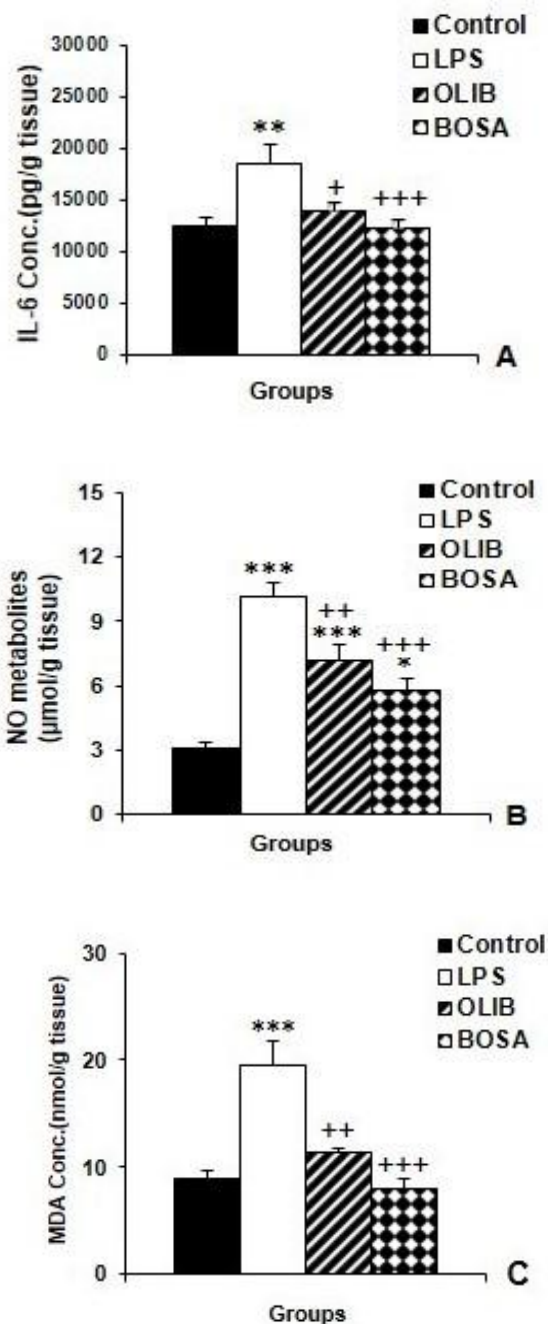 Control
LPS
OLIB
BOSA
30000
25000
20000
15000
10000
5000
0
IL-6 Conc.(pg/g tissue)
**
+
+++
Groups
A
Control
LPS
OLIB
BOSA
15
12
9
6
3
0
NO metabolites
(µmol/g tissue)
***
++
***
+++
*
Groups
B
Control
LPS
OLIB
BOSA
30
20
10
0
MDA Conc.(nmol/g tissue)
***
++
+++
Groups
C